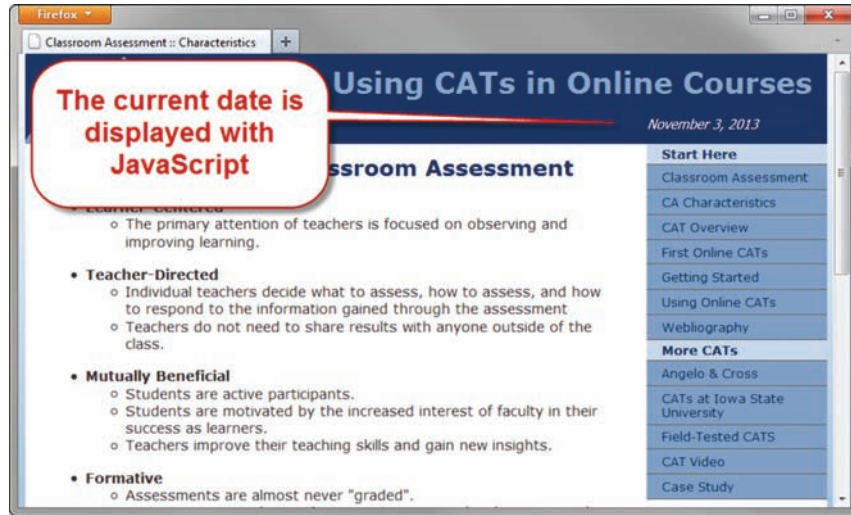 Firefox
Classroom Assessment :: Characteristics
Using CATs in Online Courses
The current date is
displayed with
JavaScript
November 3, 2013
ssroom Assessment
• Learner-Centered
The primary attention of teachers is focused on observing and
improving learning.
• Teacher-Directed
Individual teachers decide what to assess, how to assess, and how
to respond to the information gained through the assessment
Teachers do not need to share results with anyone outside of the
class.
• Mutually Beneficial
Students are active participants.
Students are motivated by the increased interest of faculty in their
success as learners.
Teachers improve their teaching skills and gain new insights.
• Formative
Assessments are almost never "graded".
Start Here
Classroom Assessment
CA Characteristics
CAT Overview
First Online CATs
Getting Started
Using Online CATs
Webliography
More CATs
Angelo & Cross
CATs at Iowa State
University
Field-Tested CATS
CAT Video
Case Study